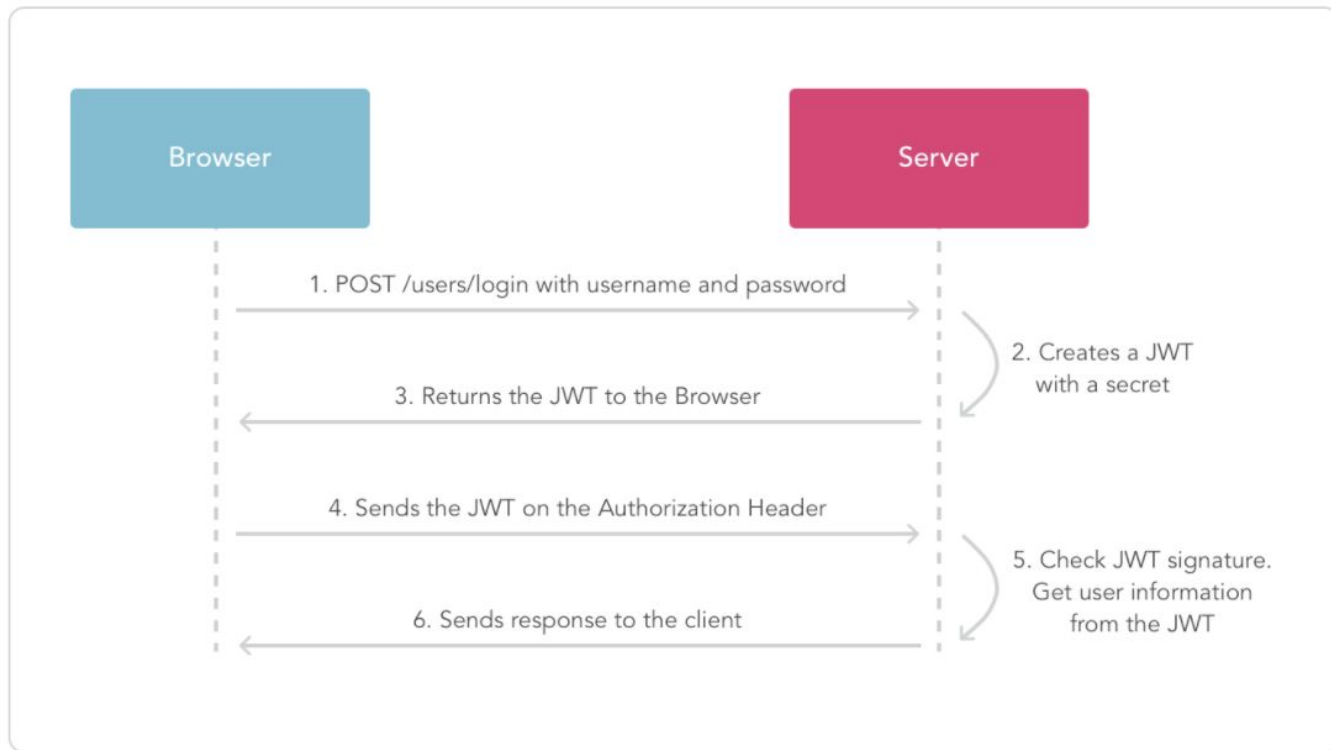 Browser
Server
1. POST /users/login with username and password
2. Creates a JWT
with a secret
3. Returns the JWT to the Browser
4. Sends the JWT on the Authorization Header
5. Check JWT signature.
Get user information
from the JWT
6. Sends response to the client